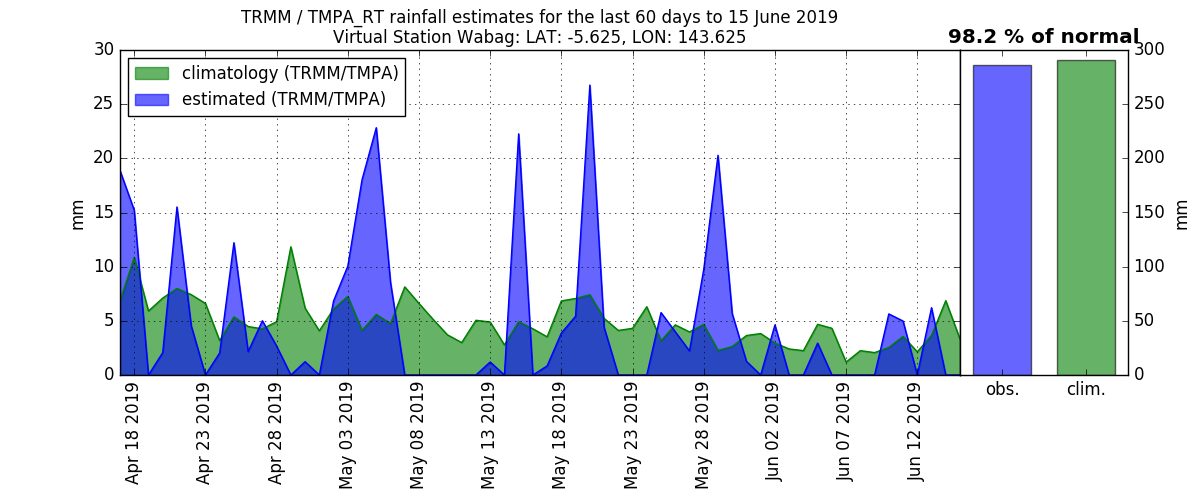 TRMM / TMPA_RT rainfall estimates for the last 60 days to 15 June 2019
Virtual Station Wabag: LAT: -5.625, LON: 143.625
98.2 % of normal
climatology (TRMM/TMPA)
estimated (TRMM/TMPA)
30
25
20
15
10
5
0
mm
Apr 18 2019
Apr 23 2019
Apr 28 2019
May 03 2019
May 08 2019
May 13 2019
May 18 2019
May 23 2019
May 28 2019
Jun 02 2019
Jun 07 2019
Jun 12 2019
300
250
200
150
100
50
0
mm
obs.
clim.